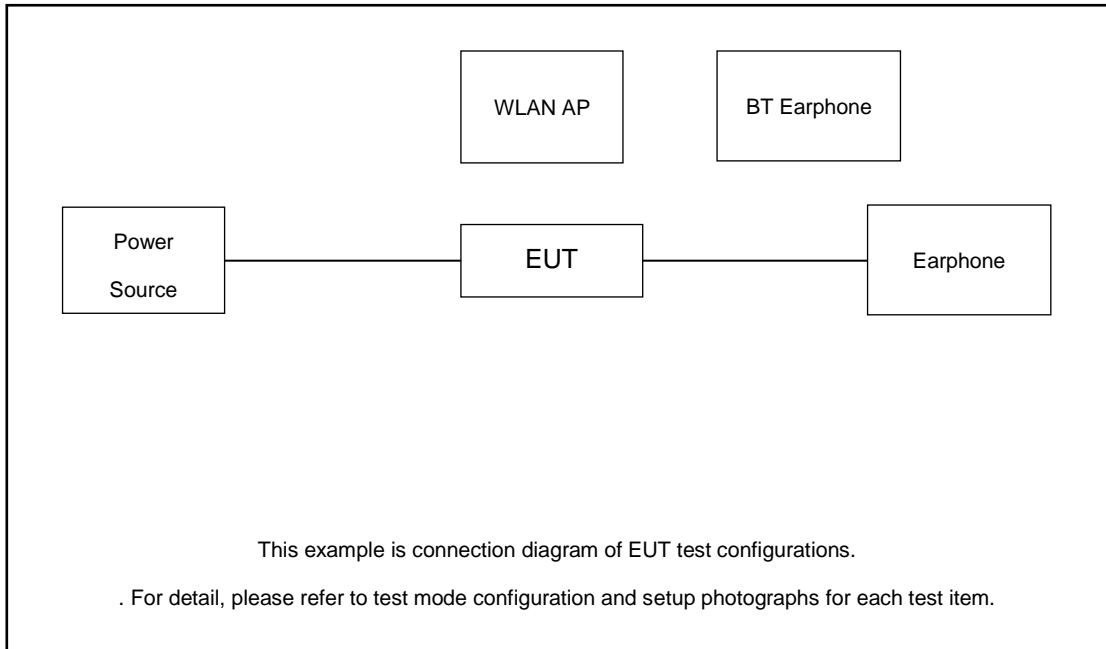 WLAN AP
BT Earphone
Power
Source
EUT
Earphone
This example is connection diagram of EUT test configurations.
. For detail, please refer to test mode configuration and setup photographs for each test item.